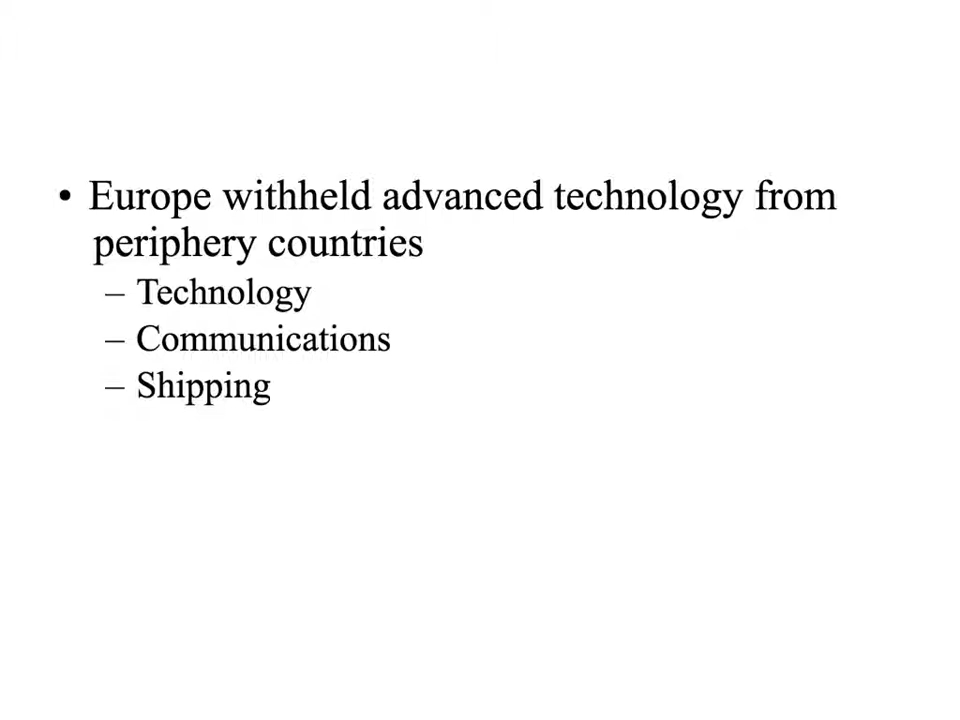 • Europe withheld advanced technology from
periphery countries
– Technology
– Communications
– Shipping